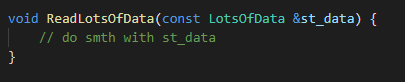 void ReadLotsOfData(const LotsOfData &st_data) {
    // do smth with st_data
}